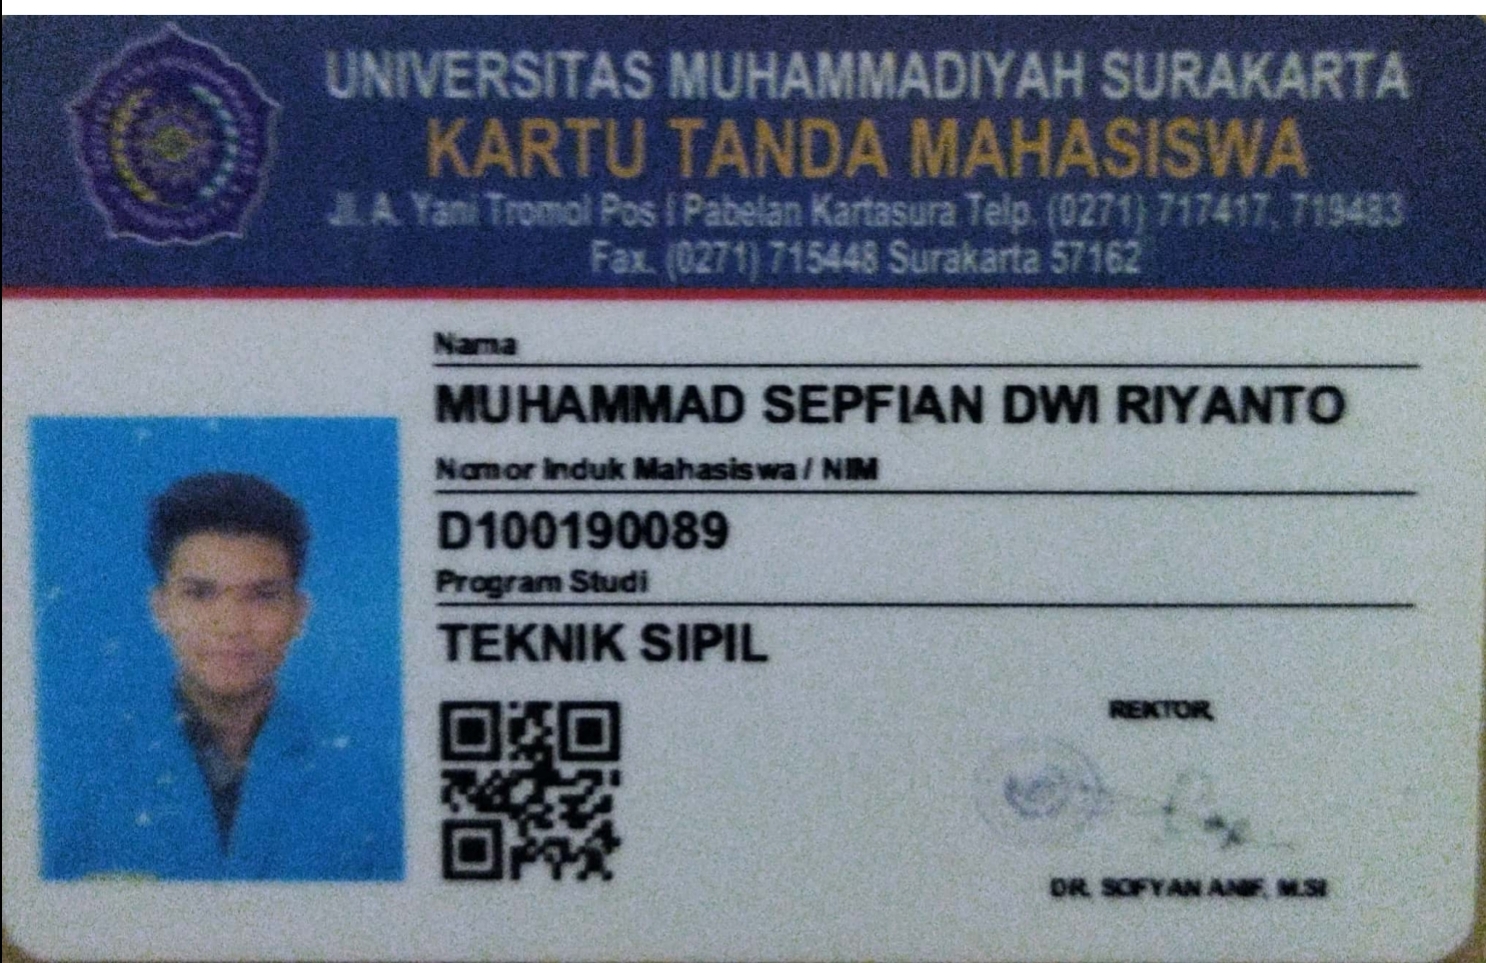 UNIVERSITAS MUHAMMADIYAH SURAKARTA
KARTU TANDA MAHASISWA
Jl. A. Yani Tromol Pos I Pabelan Kartasura Telp. (0271) 717417, 719483
Fax. (0271) 715448 Surakarta 57162
Nama
MUHAMMAD SEPFIAN DWI RIYANTO
Nomor Induk Mahasiswa / NIM
D100190089
Program Studi
TEKNIK SIPIL
REKTOR,
DR. SOFYAN ANIF, M.SI